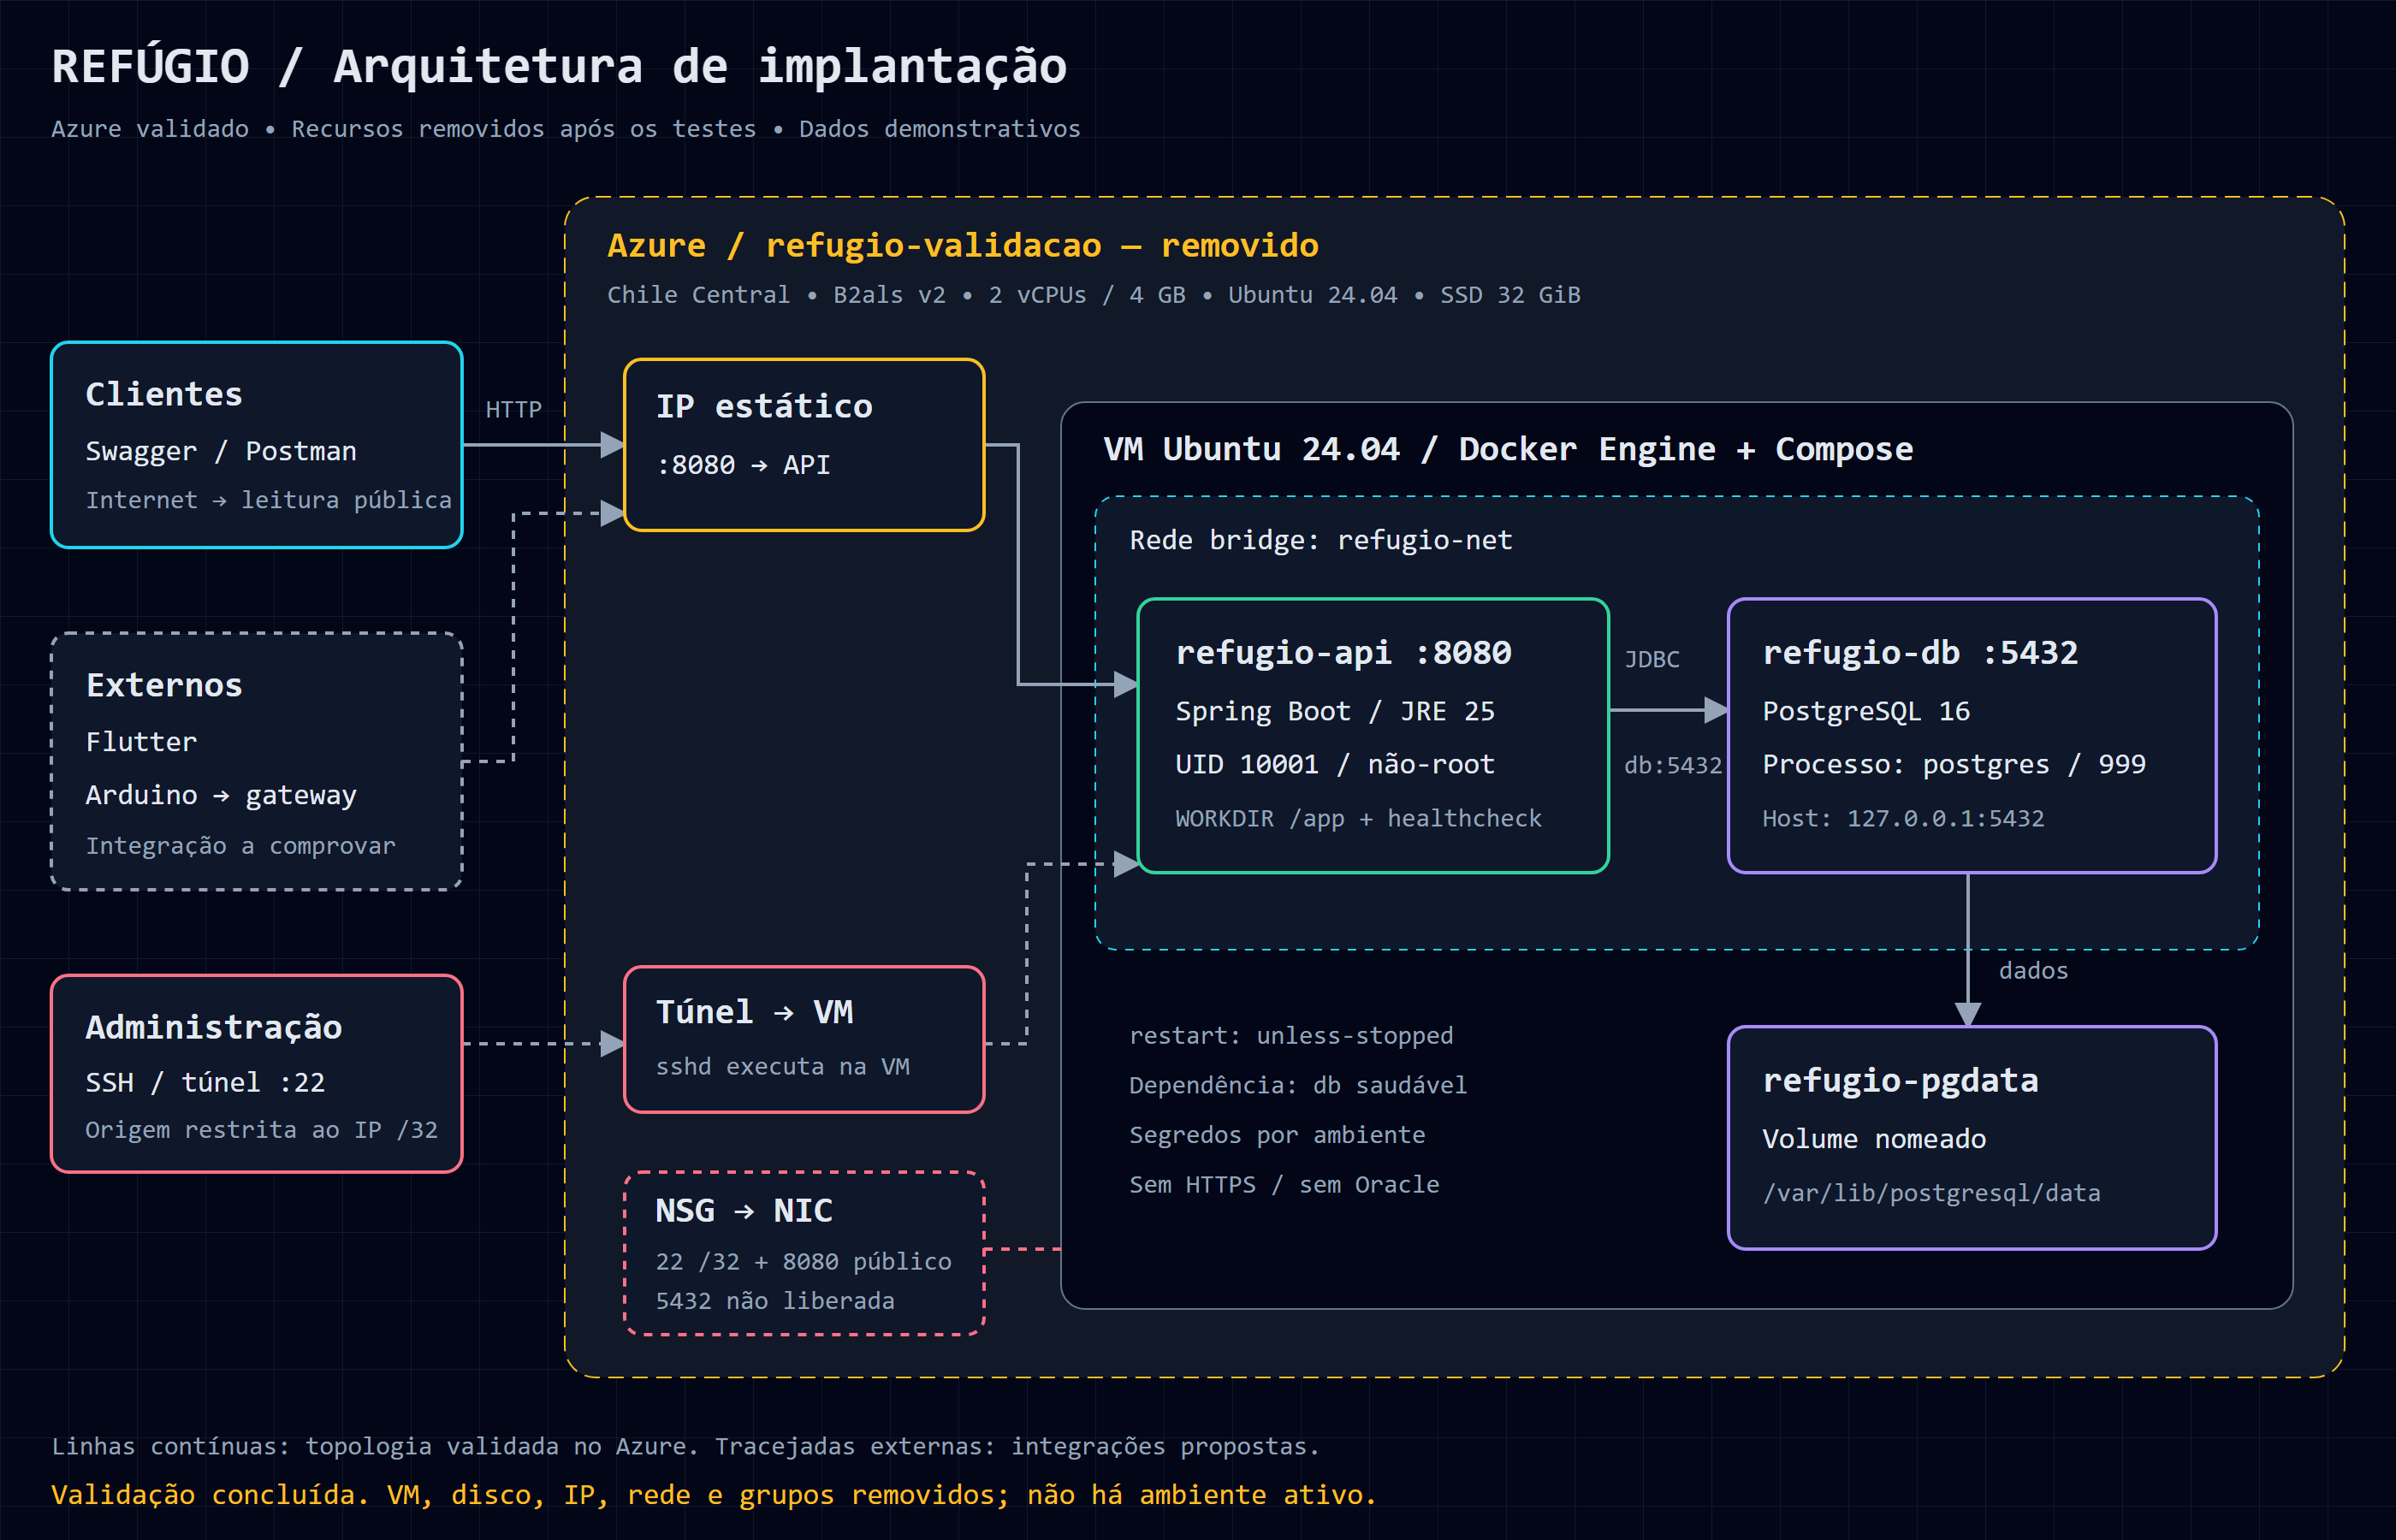 REFÚGIO / Arquitetura de implantação
Azure validado • Recursos removidos após os testes • Dados demonstrativos
Azure / refugio-validacao — removido
Chile Central • B2als v2 • 2 vCPUs / 4 GB • Ubuntu 24.04 • SSD 32 GiB
Clientes
Swagger / Postman
Internet → leitura pública
HTTP
IP estático
:8080 → API
Externos
Flutter
Arduino → gateway
Integração a comprovar
Administração
SSH / túnel :22
Origem restrita ao IP /32
Túnel → VM
sshd executa na VM
NSG → NIC
22 /32 + 8080 público
5432 não liberada
VM Ubuntu 24.04 / Docker Engine + Compose
Rede bridge: refugio-net
refugio-api :8080
Spring Boot / JRE 25
UID 10001 / não-root
WORKDIR /app + healthcheck
JDBC
db:5432
refugio-db :5432
PostgreSQL 16
Processo: postgres / 999
Host: 127.0.0.1:5432
dados
restart: unless-stopped
Dependência: db saudável
Segredos por ambiente
Sem HTTPS / sem Oracle
refugio-pgdata
Volume nomeado
/var/lib/postgresql/data
Linhas contínuas: topologia validada no Azure. Tracejadas externas: integrações propostas.
Validação concluída. VM, disco, IP, rede e grupos removidos; não há ambiente ativo.